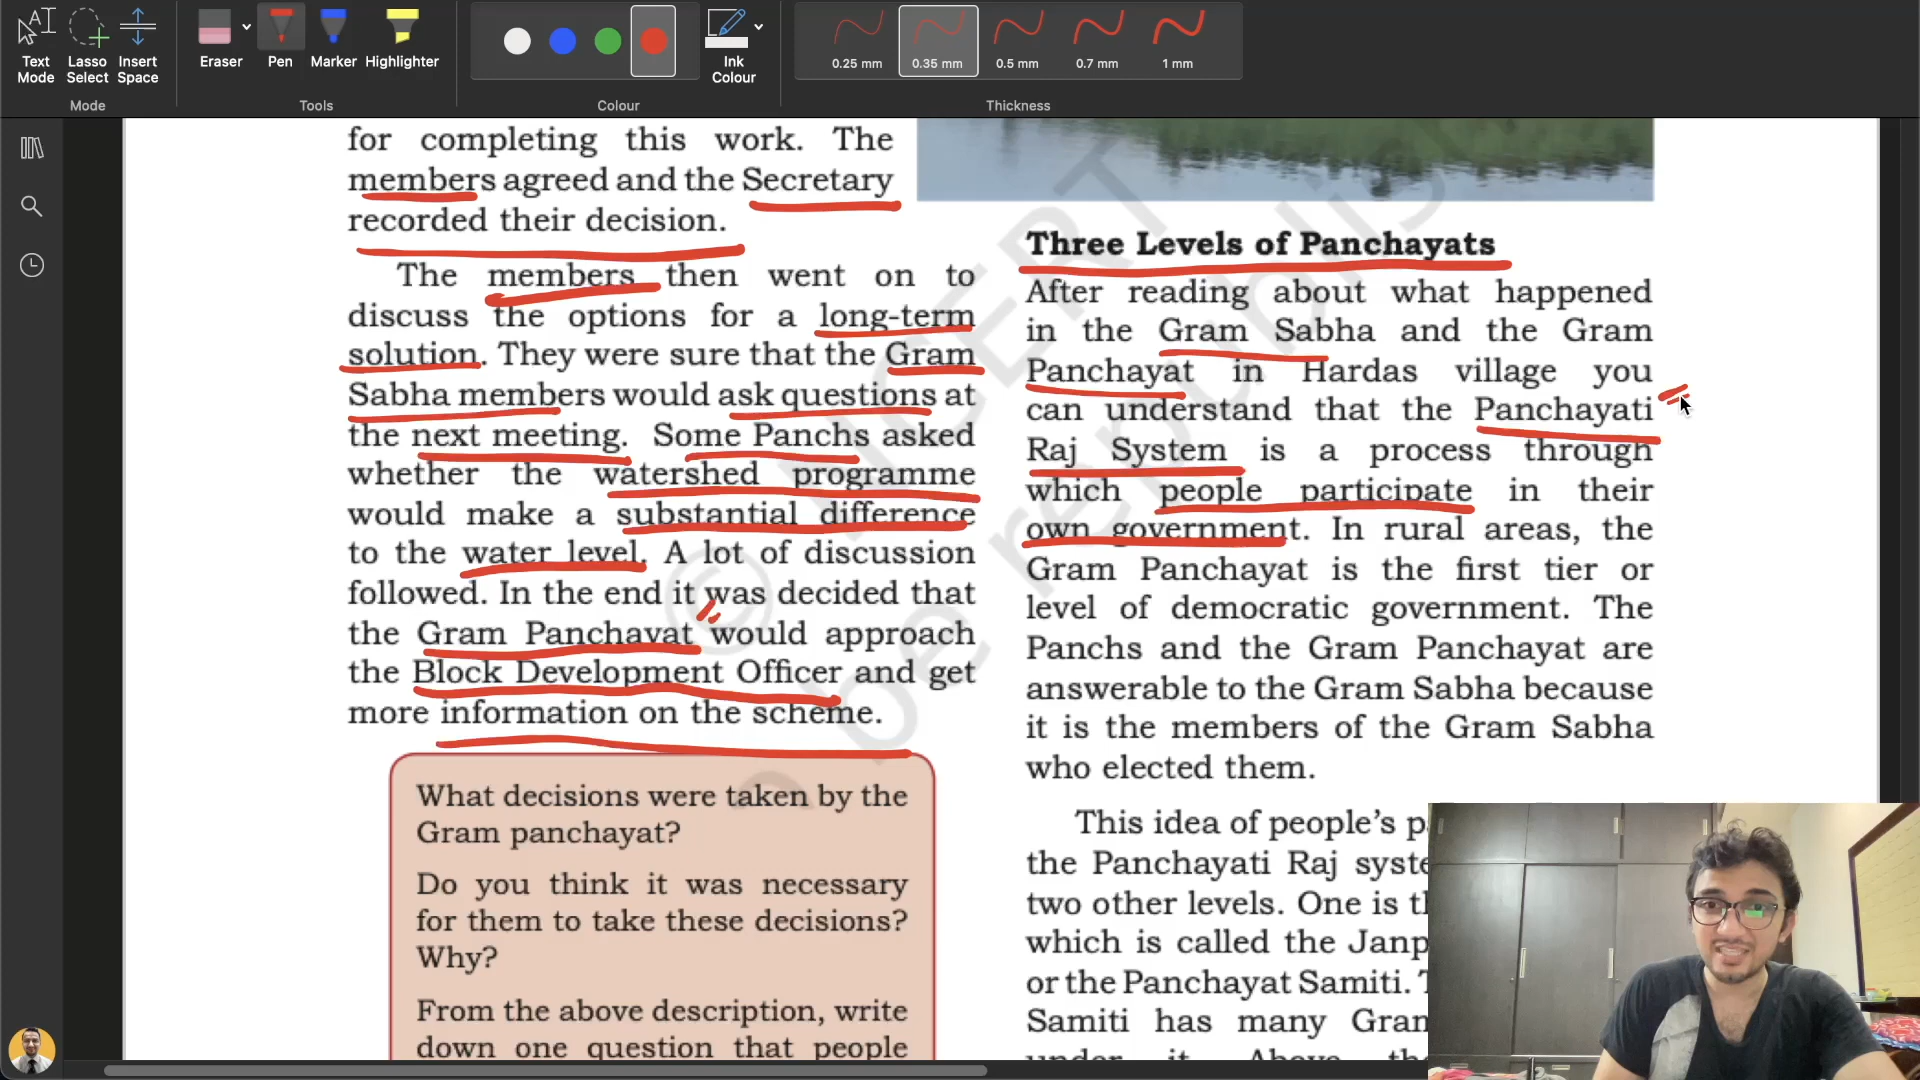 Text
Mode
Lasso
Select
Insert
Space
Mode
Eraser
Pen
Marker
Highlighter
Tools
Colour
Ink
Colour
0.25 mm
0.35 mm
0.5 mm
0.7 mm
1 mm
Thickness
for completing this work. The
members agreed and the Secretary
recorded their decision.
The members then went on to
discuss the options for a long-term
solution. They were sure that the Gram
Sabha members would ask questions at
the next meeting. Some Panchs asked
whether the watershed programme
would make a substantial difference
to the water level. A lot of discussion
followed. In the end it was decided that
the Gram Panchayat would approach
the Block Development Officer and get
more information on the scheme.
What decisions were taken by the
Gram panchayat?
Do you think it was necessary
for them to take these decisions?
Why?
From the above description, write
down one question that people
Three Levels of Panchayats
After reading about what happened
in the Gram Sabha and the Gram
Panchayat in Hardas village you
can understand that the Panchayati
Raj System is a process through
which people participate in their
own government. In rural areas, the
Gram Panchayat is the first tier or
level of democratic government. The
Panchs and the Gram Panchayat are
answerable to the Gram Sabha because
it is the members of the Gram Sabha
who elected them.
This idea of people's p
the Panchayati Raj syste
two other levels. One is th
which is called the Janp
or the Panchayat Samiti. T
Samiti has many Gran
under it. Above the
© NCERT
be republis